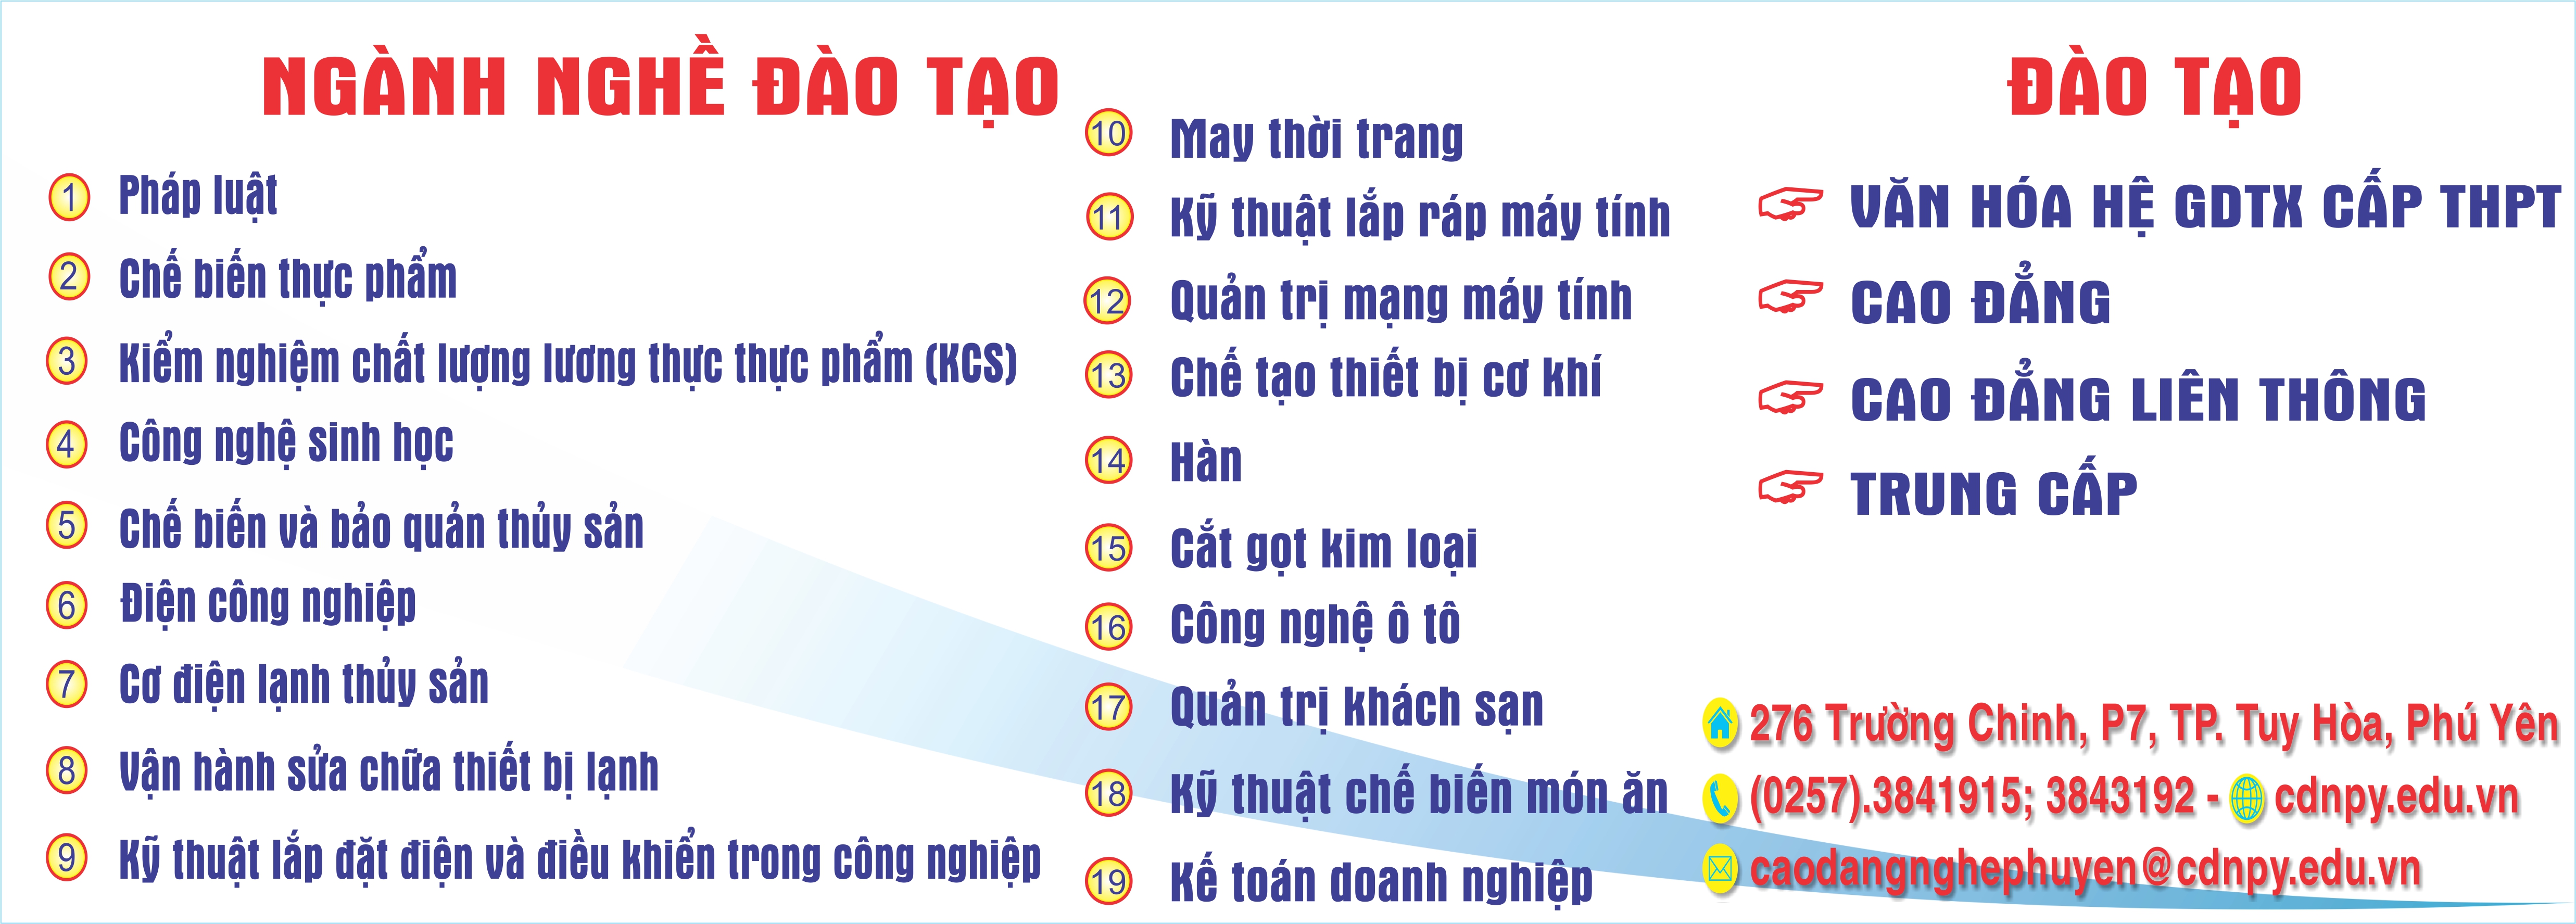 NGÀNH NGHỀ ĐÀO TẠO
1 Pháp luật
2 Chế biến thực phẩm
3 Kiểm nghiệm chất lượng lương thực thực phẩm (KCS)
4 Công nghệ sinh học
5 Chế biến và bảo quản thủy sản
6 Điện công nghiệp
7 Cơ điện lạnh thủy sản
8 Vận hành sửa chữa thiết bị lạnh
9 Kỹ thuật lắp đặt điện và điều khiển trong công nghiệp
10 May thời trang
11 Kỹ thuật lắp ráp máy tính
12 Quản trị mạng máy tính
13 Chế tạo thiết bị cơ khí
14 Hàn
15 Cắt gọt kim loại
16 Công nghệ ô tô
17 Quản trị khách sạn
18 Kỹ thuật chế biến món ăn
19 Kế toán doanh nghiệp
ĐÀO TẠO
VĂN HÓA HỆ GDTX CẤP THPT
CAO ĐẲNG
CAO ĐẲNG LIÊN THÔNG
TRUNG CẤP
276 Trường Chinh, P7, TP. Tuy Hòa, Phú Yên
(0257).3841915; 3843192 - cdnpy.edu.vn
caodangnghephuyen@cdnpy.edu.vn